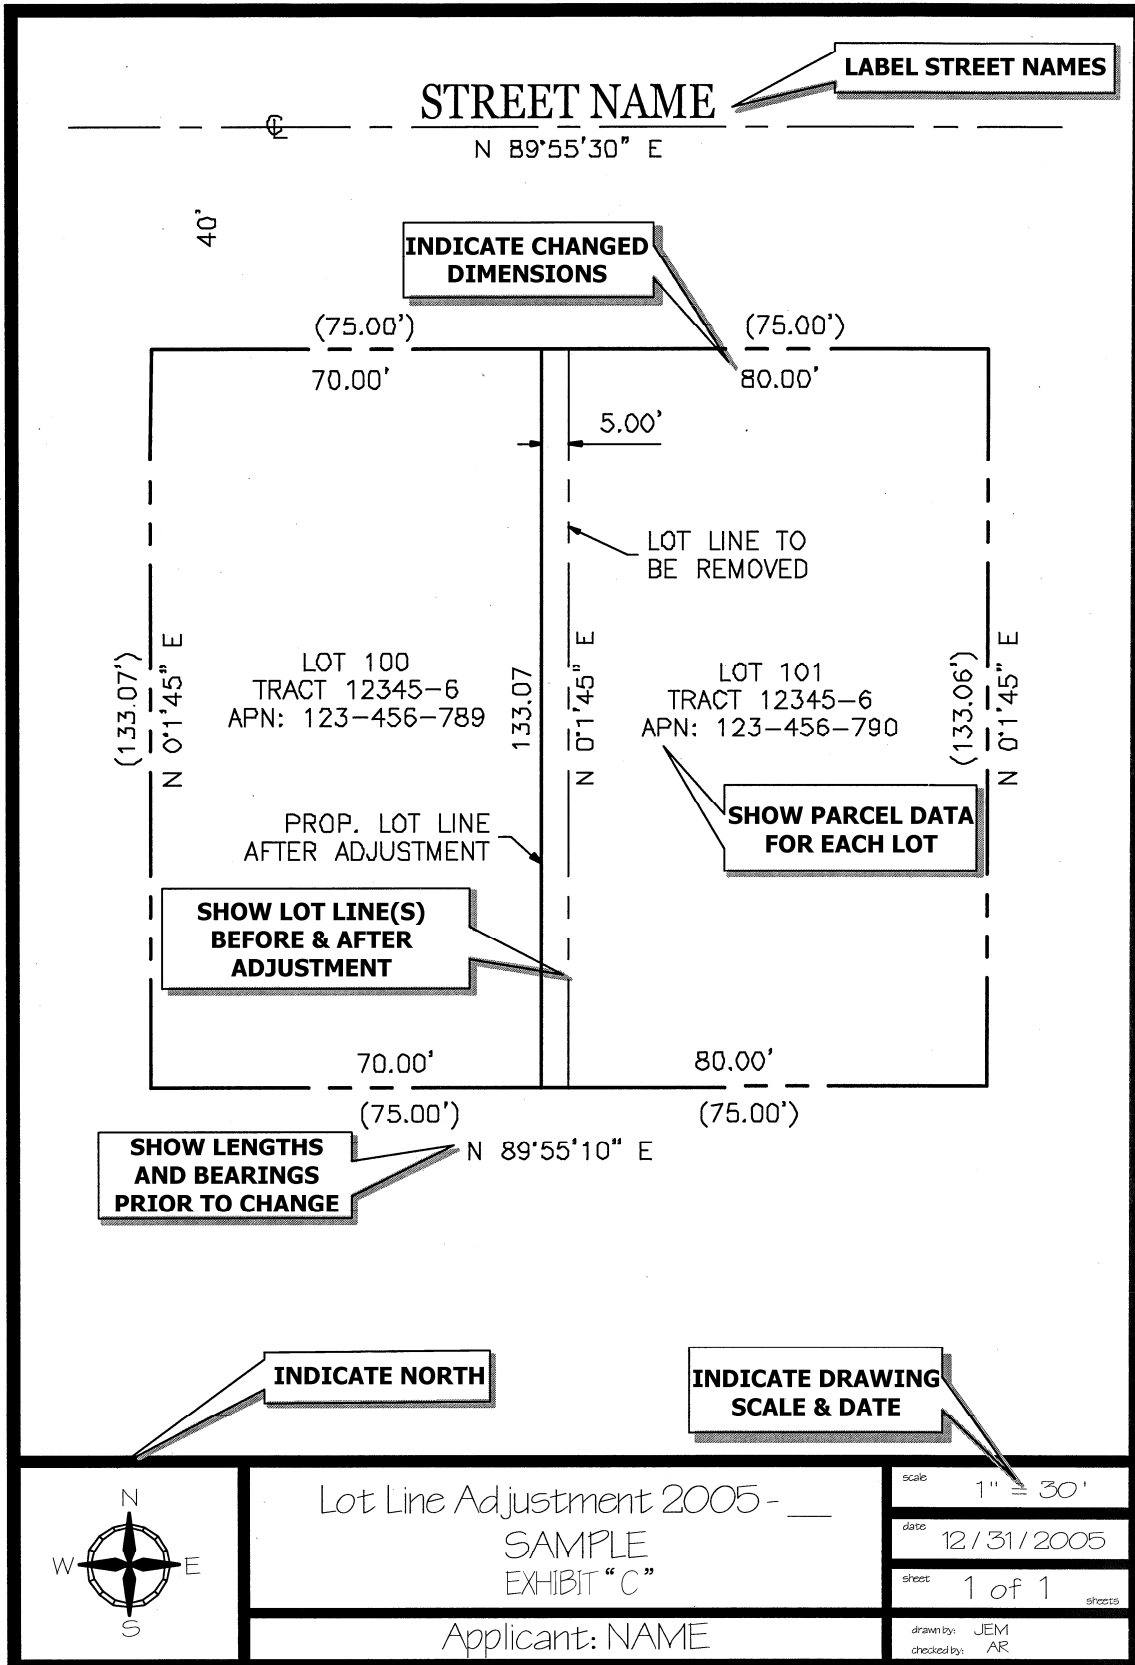 LABEL STREET NAMES
STREET NAME
℄
N 89°55'30" E
40"
INDICATE CHANGED
DIMENSIONS
(75.00')
(75.00')
70.00'
80.00'
5.00'
LOT LINE TO
BE REMOVED
(133.07')
N 0°1'45" E
LOT 100
TRACT 12345-6
APN: 123-456-789
133.07
N 0°1'45" E
LOT 101
TRACT 12345-6
APN: 123-456-790
(133.06')
N 0°1'45" E
SHOW PARCEL DATA
FOR EACH LOT
PROP. LOT LINE
AFTER ADJUSTMENT
SHOW LOT LINE(S)
BEFORE & AFTER
ADJUSTMENT
70.00'
80.00'
(75.00')
(75.00')
SHOW LENGTHS
AND BEARINGS
PRIOR TO CHANGE
N 89°55'10" E
INDICATE NORTH
INDICATE DRAWING
SCALE & DATE
N
W
E
S
Lot Line Adjustment 2005 - ___
SAMPLE
EXHIBIT "C"
Applicant: NAME
scale 1" = 30'
date 12/31/2005
sheet 1 of 1 sheets
drawn by: JEM
checked by: AR